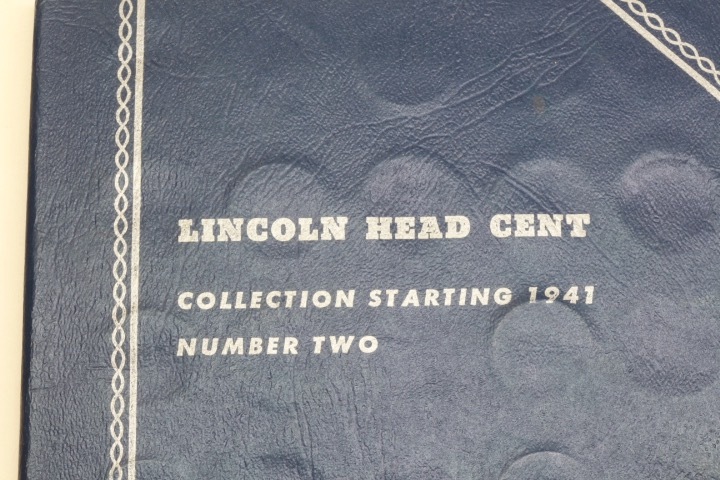 LINCOLN HEAD CENT
COLLECTION STARTING 1941
NUMBER TWO